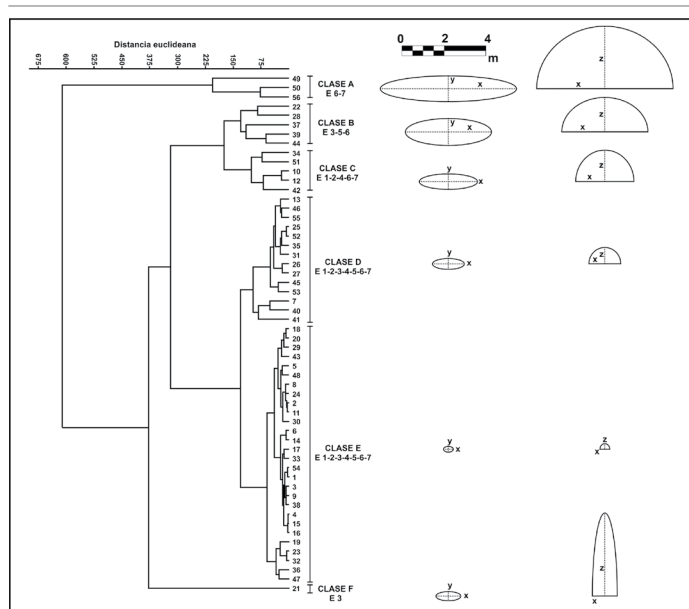 Distancia euclideana
675 600 525 450 375 300 225 150 75
0 2 4
m
49
50
56
CLASE A
E 6-7
22
28
37
39
44
CLASE B
E 3-5-6
34
51
10
12
42
CLASE C
E 1-2-4-6-7
13
46
55
25
52
35
31
26
27
45
53
7
40
41
CLASE D
E 1-2-3-4-5-6-7
18
20
29
43
5
48
8
24
2
11
30
6
14
17
33
54
1
3
9
38
4
15
16
19
23
32
36
47
CLASE E
E 1-2-3-4-5-6-7
21
CLASE F
E 3
y
x
z
x
y
x
z
x
y
x
z
x
y
x
z
x
y
x
z
x
y
x
z
x